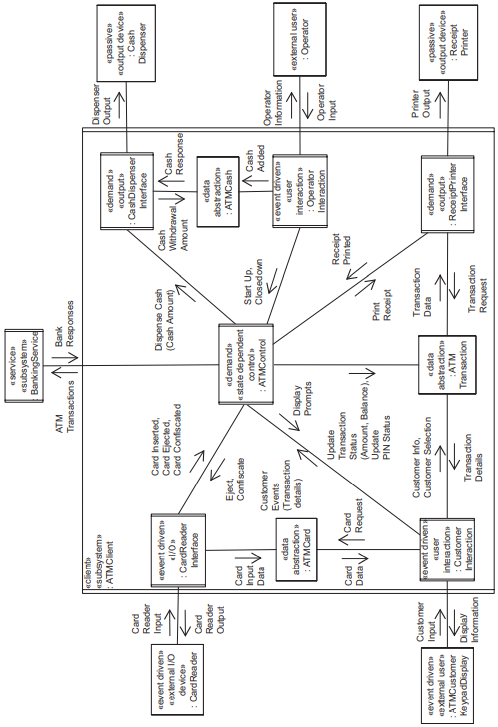 «service»
«subsystem»
: BankingService
ATM
Transactions
Bank
Responses
«client»
«subsystem»
: ATMClient
«event driven»
«external I/O
device»
: CardReader
Card
Reader
Input
Card
Reader
Output
«event driven»
«I/O»
: CardReader
Interface
Card Inserted,
Card Ejected,
Card Confiscated
Eject,
Confiscate
Dispense Cash
(Cash Amount)
«demand»
«output»
: CashDispenser
Interface
Dispenser
Output
«passive»
«output device»
: Cash
Dispenser
Card
Input
Data
Customer
Events
(Transaction
details)
«demand»
«state dependent
control»
: ATMControl
Cash
Withdrawal
Amount
Cash
Response
«data
abstraction»
: ATMCard
Display
Prompts
Start Up,
Closedown
«data
abstraction»
: ATMCash
Card
Data
Card
Request
Update
Transaction
Status
(Amount, Balance),
Update
PIN Status
Cash
Added
«event driven»
«user
interaction»
: Operator
Interaction
Operator
Information
Operator
Input
«external user»
: Operator
Receipt
Printed
Print
Receipt
«event driven»
«external user»
: ATMCustomer
KeypadDisplay
Customer
Input
Display
Information
«event driven»
«user
interaction»
: Customer
Interaction
Customer Info,
Customer Selection
Transaction
Details
«data
abstraction»
: ATM
Transaction
Transaction
Data
Transaction
Request
«demand»
«output»
: ReceiptPrinter
Interface
Printer
Output
«passive»
«output device»
: Receipt
Printer